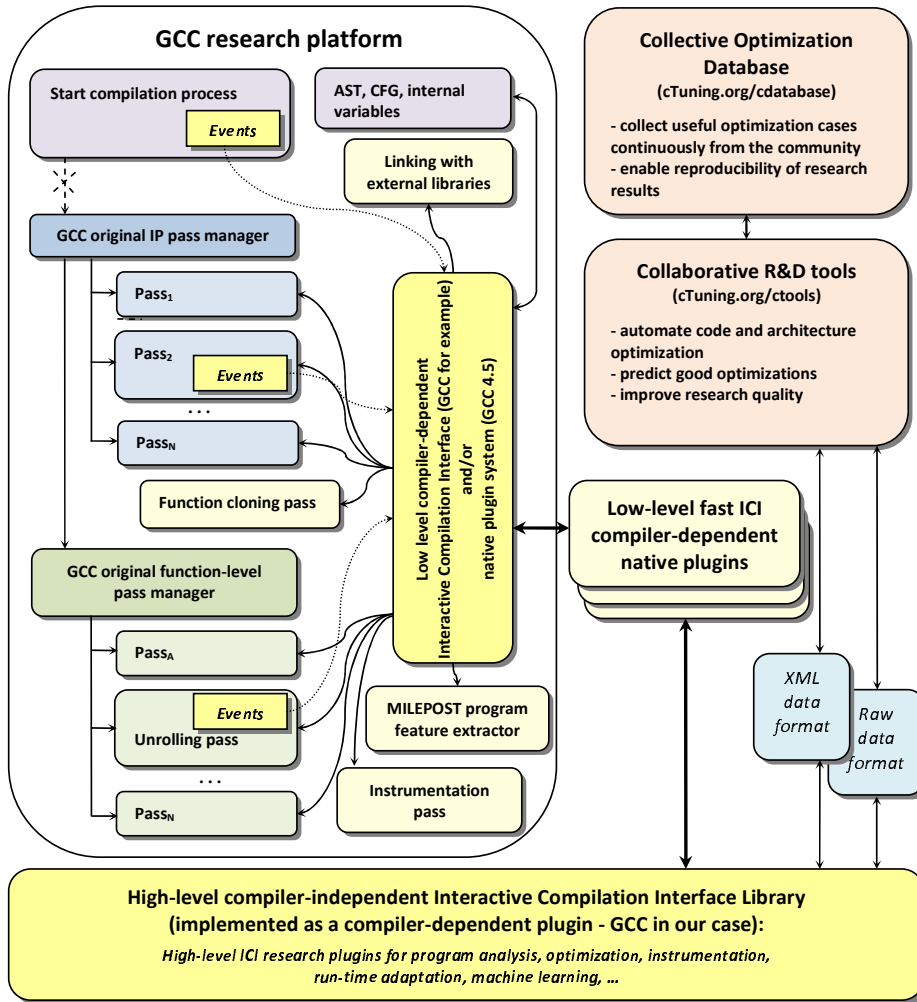 GCC research platform
Start compilation process
Events
AST, CFG, internal
variables
Linking with
external libraries
GCC original IP pass manager
Pass1
Pass2
Events
...
PassN
Function cloning pass
GCC original function-level
pass manager
PassA
Events
Unrolling pass
...
PassN
Low level compiler-dependent
Interactive Compilation Interface (GCC for example)
and/or
native plugin system (GCC 4.5)
MILEPOST program
feature extractor
Instrumentation
pass
Collective Optimization
Database
(cTuning.org/cdatabase)
- collect useful optimization cases
continuously from the community
- enable reproducibility of research
results
Collaborative R&D tools
(cTuning.org/ctools)
- automate code and architecture
optimization
- predict good optimizations
- improve research quality
Low-level fast ICI
compiler-dependent
native plugins
XML
data
format
Raw
data
format
High-level compiler-independent Interactive Compilation Interface Library
(implemented as a compiler-dependent plugin - GCC in our case):
High-level ICI research plugins for program analysis, optimization, instrumentation,
run-time adaptation, machine learning, ...